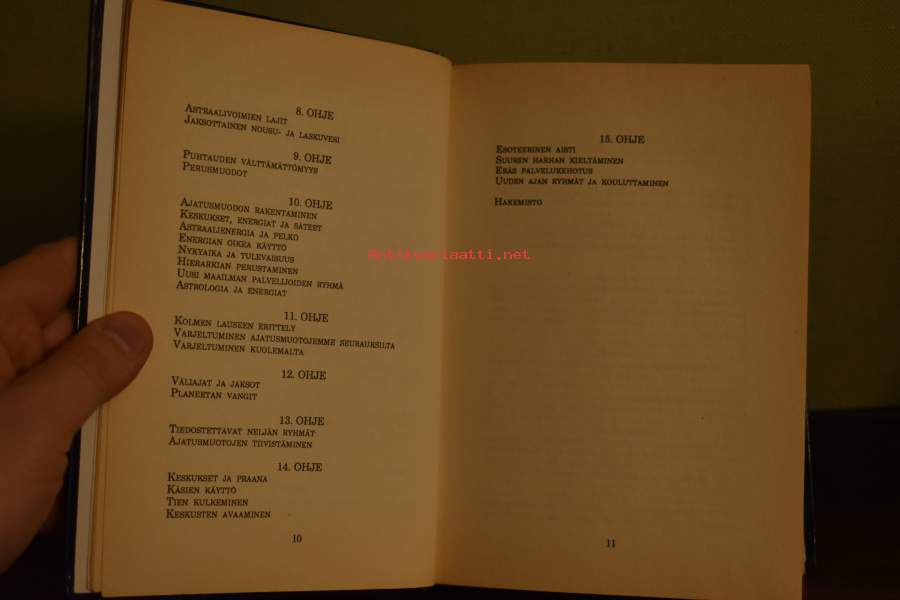 8. OHJE
Astraalivoimien lajit
Jaksottainen nousu- ja laskuvesi
9. OHJE
Puhtauden välttämättömyys
Perusmuodot
10. OHJE
Ajatusmuodon rakentaminen
Keskukset, energiat ja säteet
Astraalienergia ja pelko
Energian oikea käyttö
Nykyaika ja tulevaisuus
Hierarkian perustaminen
Uusi maailman palvelijoiden ryhmä
Astrologia ja energiat
11. OHJE
Kolmen lauseen erittely
Varjeltuminen ajatusmuotojemme seurauksilta
Varjeltuminen kuolemalta
12. OHJE
Väliajat ja jaksot
Planeetan vangit
13. OHJE
Tiedostettavat neljän ryhmät
Ajatusmuotojen tiivistäminen
14. OHJE
Keskukset ja praana
Käsien käyttö
Tien kulkeminen
Keskusten avaaminen
10
15. OHJE
Esoteerinen aisti
Suuren harhan kieltäminen
Eräs palvelukehotus
Uuden ajan ryhmät ja kouluttaminen
Hakemisto
11
Antikvariaatti.net